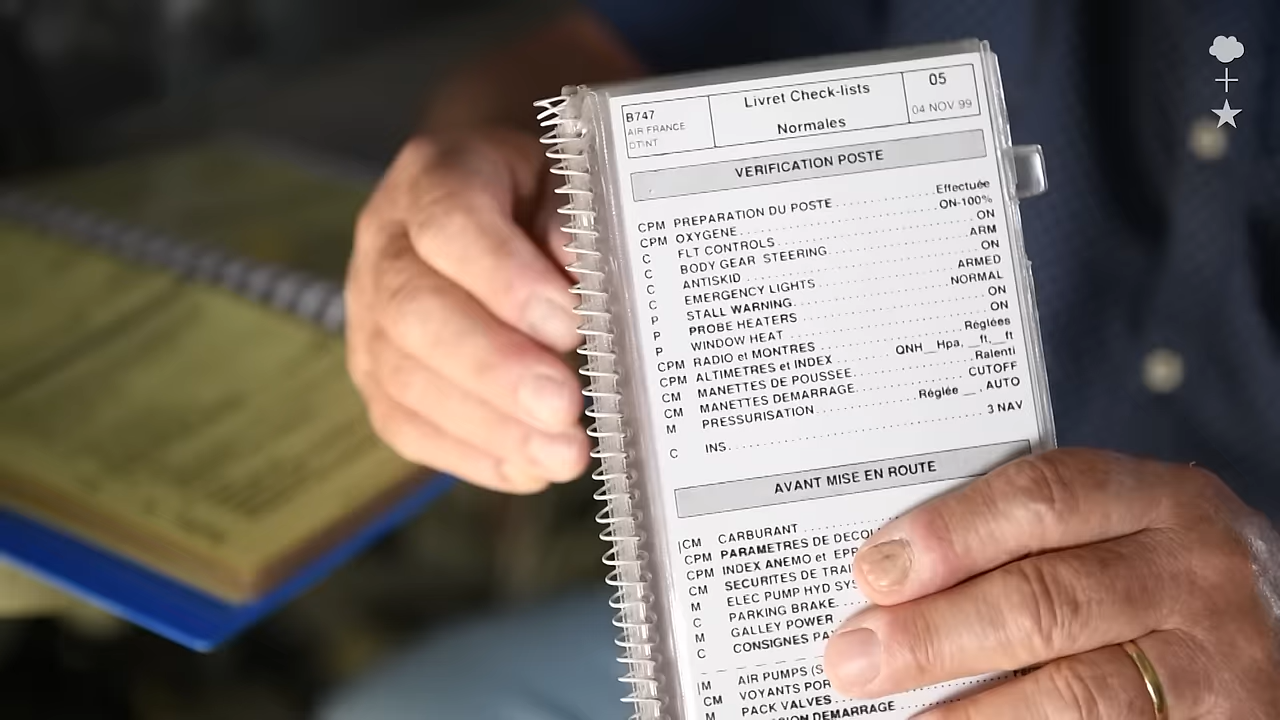 B747
AIR FRANCE
DT.NT
Livret Check-lists
Normales
05
04 NOV 99
VERIFICATION POSTE
CPM PREPARATION DU POSTE ............ Effectuée
CPM OXYGENE ............ ON-100%
C FLT CONTROLS ............ ON
C BODY GEAR STEERING ............ ARM
C ANTISKID ............ ON
C EMERGENCY LIGHTS ............ ARMED
P STALL WARNING ............ NORMAL
P PROBE HEATERS ............ ON
P WINDOW HEAT ............ ON
CPM RADIO et MONTRES ............ Réglées
CPM ALTIMETRES et INDEX ............ QNH__Hpa, __ft,__ft
CM MANETTES DE POUSSEE ............ Ralenti
CM MANETTES DEMARRAGE ............ CUTOFF
M PRESSURISATION ............ Réglée __ , AUTO
C INS ............ 3 NAV
AVANT MISE EN ROUTE
CM CARBURANT ............
CPM PARAMETRES DE DECOL
CPM INDEX ANEMO et EPR
CM SECURITES DE TRAI
M ELEC PUMP HYD SYS
C PARKING BRAKE
M GALLEY POWER
C CONSIGNES PA
M AIR PUMPS (S
CM VOYANTS POR
M PACK VALVES ............
ION DEMARRAGE ............